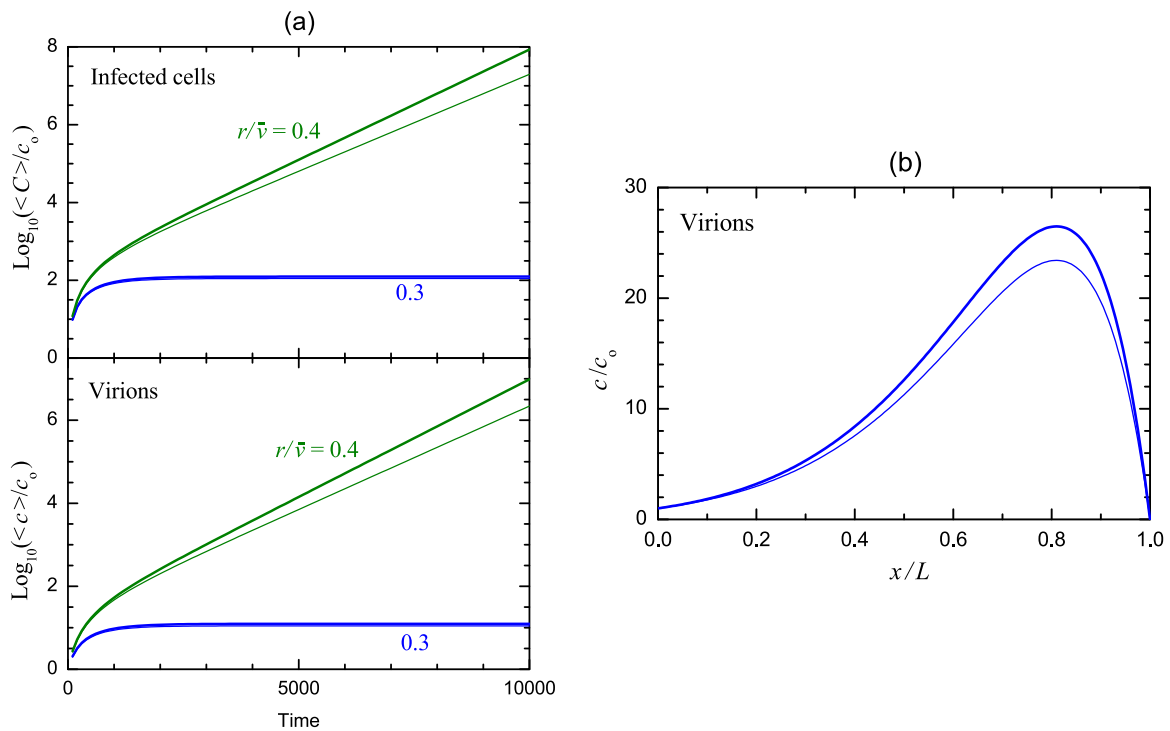 (a)
8
6
4
2
0
Log₁₀(<C>/cₒ)
Infected cells
r/v̄ = 0.4
0.3
6
4
2
0
Log₁₀(<c>/cₒ)
Virions
r/v̄ = 0.4
0.3
0 5000 10000
Time
(b)
30
20
10
0
c/cₒ
Virions
0.0 0.2 0.4 0.6 0.8 1.0
x/L